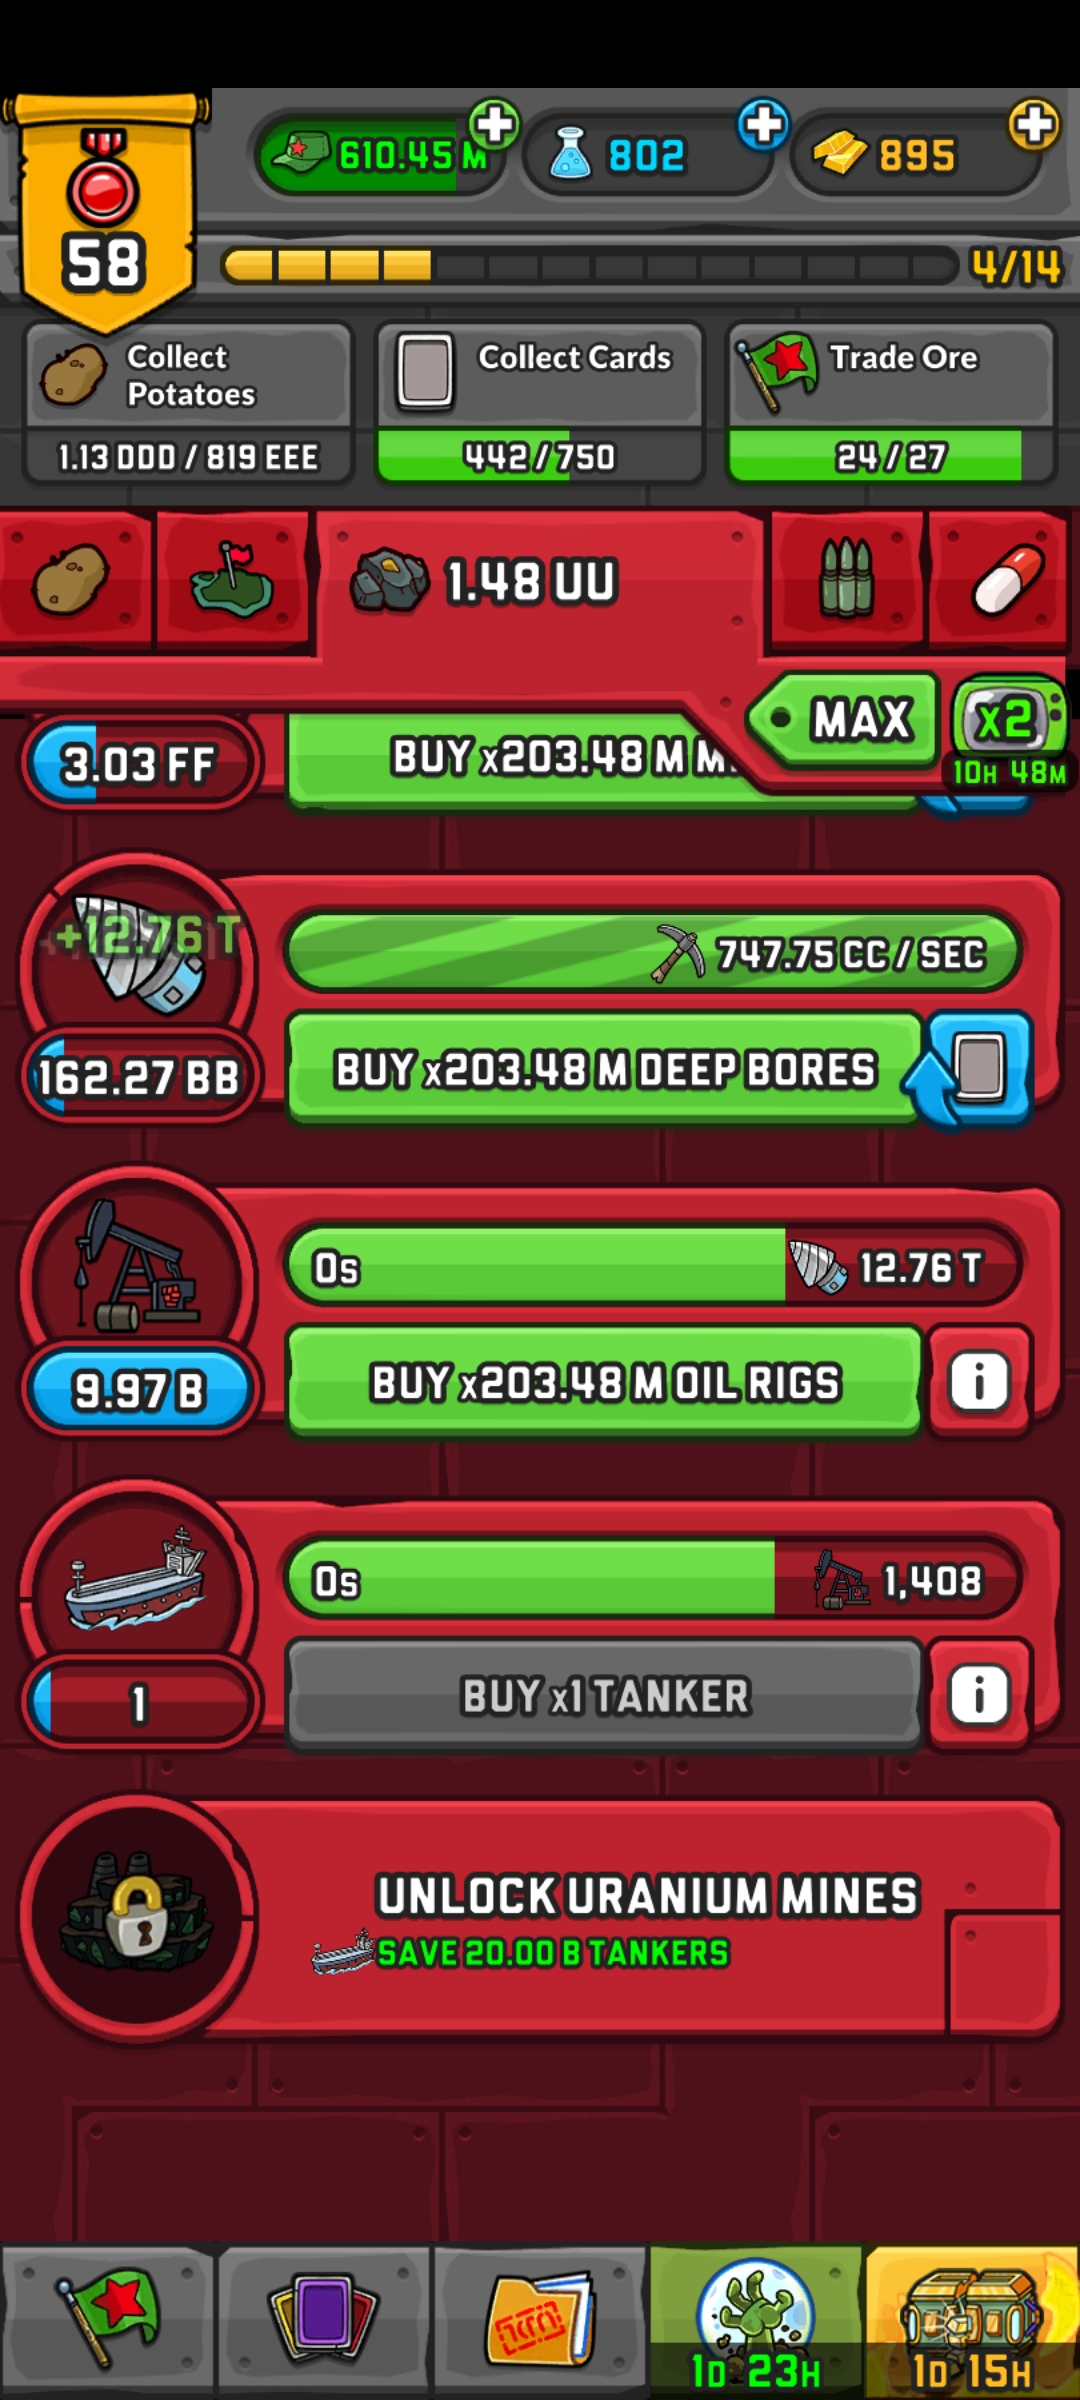 610.45 M
802
895
58
4/14
Collect Potatoes
1.13 DDD / 819 EEE
Collect Cards
442/750
Trade Ore
24/27
1.48 UU
MAX
x2
10H 48M
3.03 FF
BUY x203.48 M M
+12.76 T
747.75 CC / SEC
162.27 BB
BUY x203.48 M DEEP BORES
0s
12.76 T
9.97 B
BUY x203.48 M OIL RIGS
i
0s
1,408
1
BUY x1 TANKER
i
UNLOCK URANIUM MINES
SAVE 20.00 B TANKERS
1D 23H
1D 15H